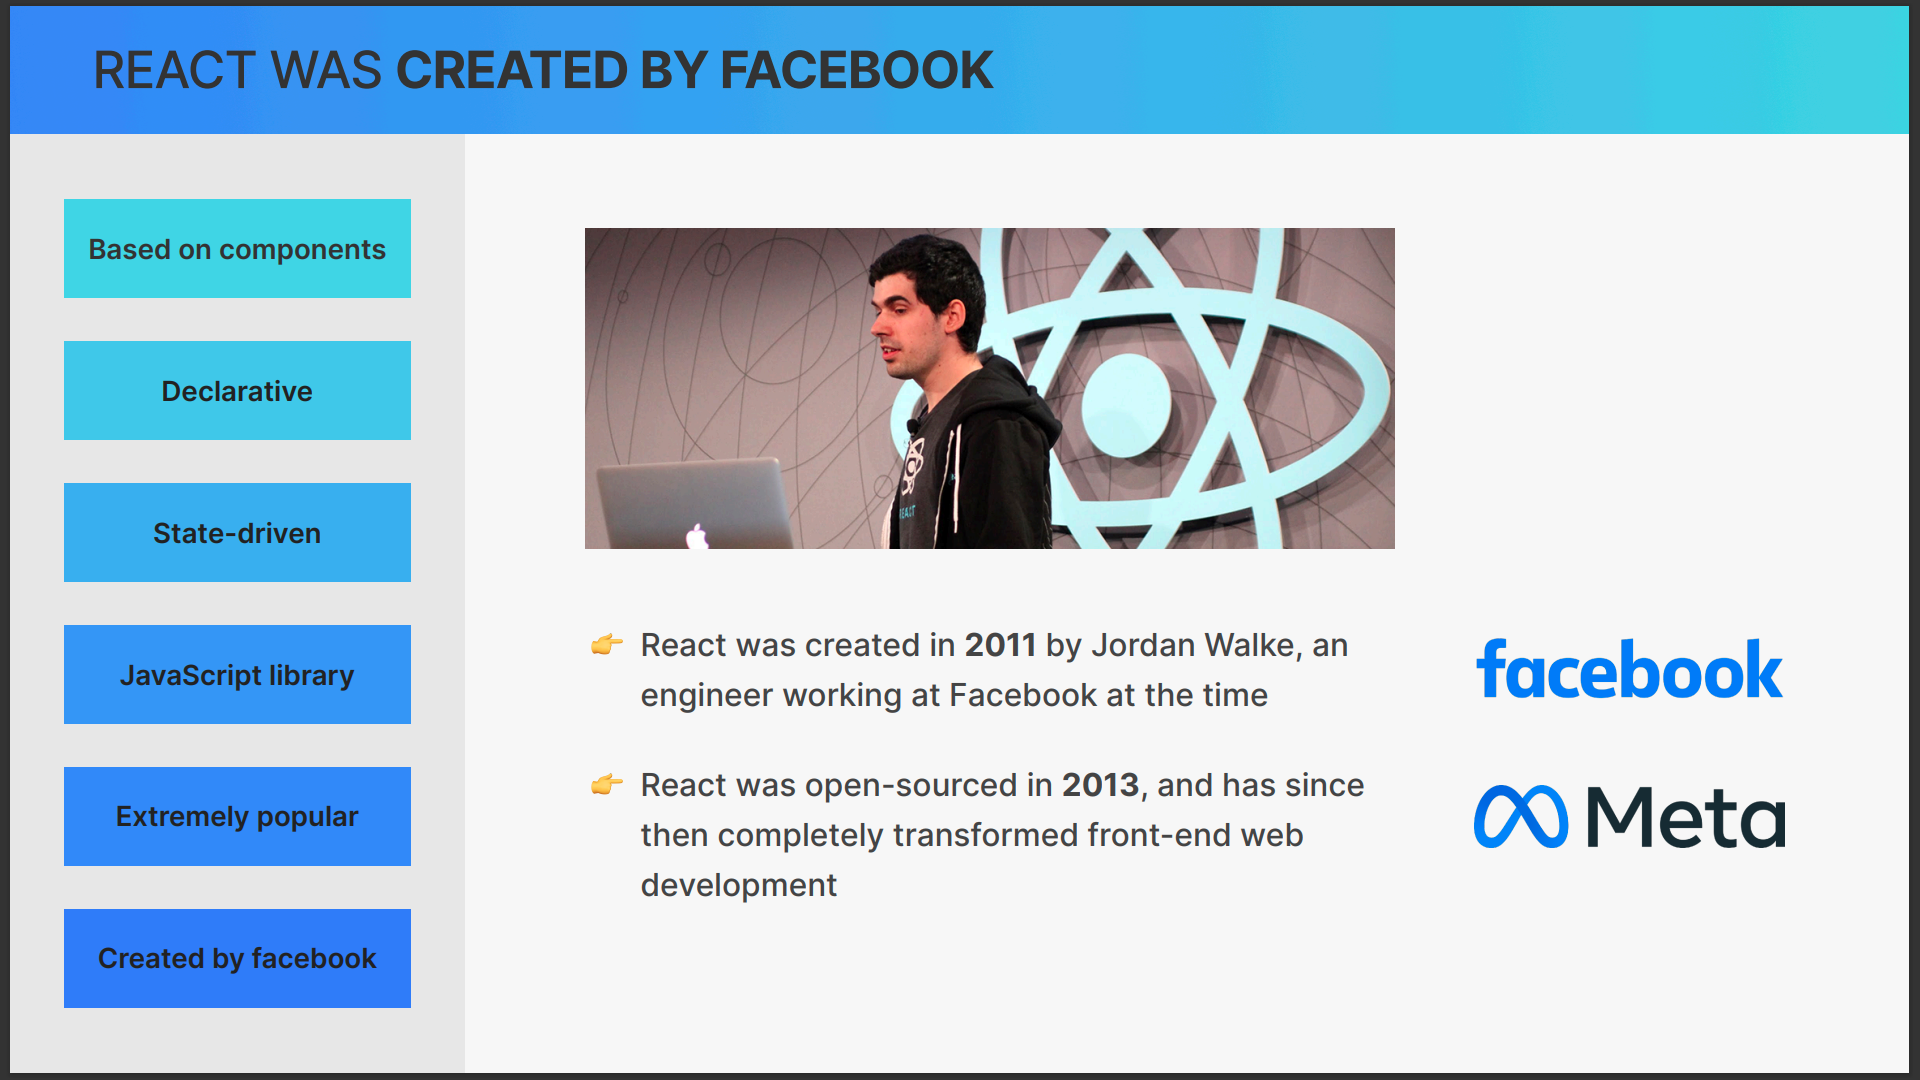 REACT WAS CREATED BY FACEBOOK
Based on components
Declarative
State-driven
JavaScript library
Extremely popular
Created by facebook
REACT
👉 React was created in 2011 by Jordan Walke, an
engineer working at Facebook at the time
👉 React was open-sourced in 2013, and has since
then completely transformed front-end web
development
facebook
Meta